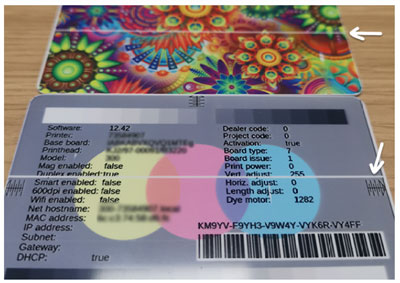 Software: 12.42
Printer:
Base board:
Printhead:
Model: 300
Mag enabled: false
Duplex enabled: true
Smart enabled: false
600dpi enabled: false
Wifi enabled: false
Net hostname:
MAC address:
IP address:
Subnet:
Gateway:
DHCP: true
Dealer code: 0
Project code: 0
Activation: true
Board type: 7
Board issue: 1
Print power: 0
Vert. adjust: 255
Horiz. adjust: 0
Length adjust: 0
Dye motor: 1282
KM9YV-F9YH3-V9W4Y-VYK6R-VY4FF